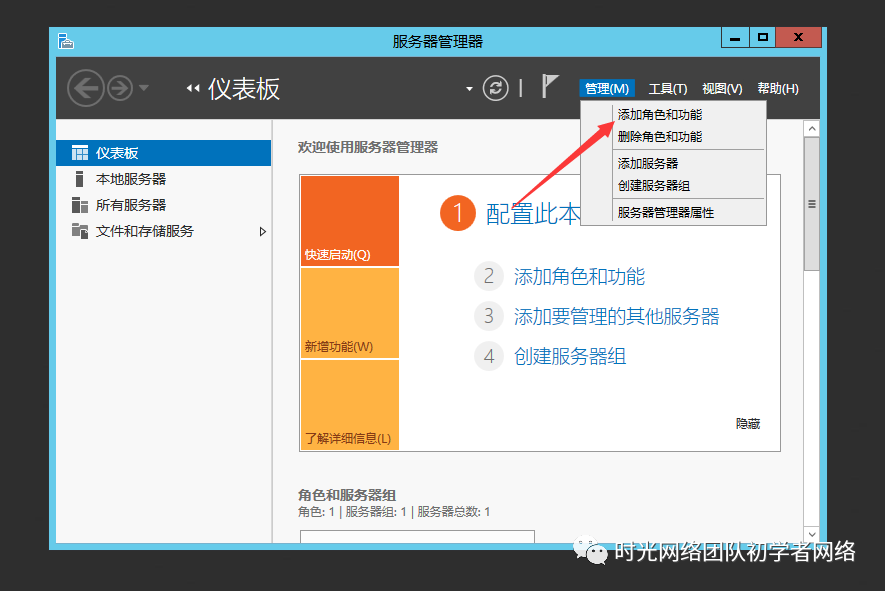 服务器管理器
仪表板
管理(M) 工具(T) 视图(V) 帮助(H)
添加角色和功能
删除角色和功能
添加服务器
创建服务器组
服务器管理器属性
仪表板
本地服务器
所有服务器
文件和存储服务
欢迎使用服务器管理器
快速启动(Q)
新增功能(W)
了解详细信息(L)
1 配置此本
2 添加角色和功能
3 添加要管理的其他服务器
4 创建服务器组
隐藏
角色和服务器组
角色: 1 | 服务器组: 1 | 服务器总数: 1
时光网络团队初学者网络